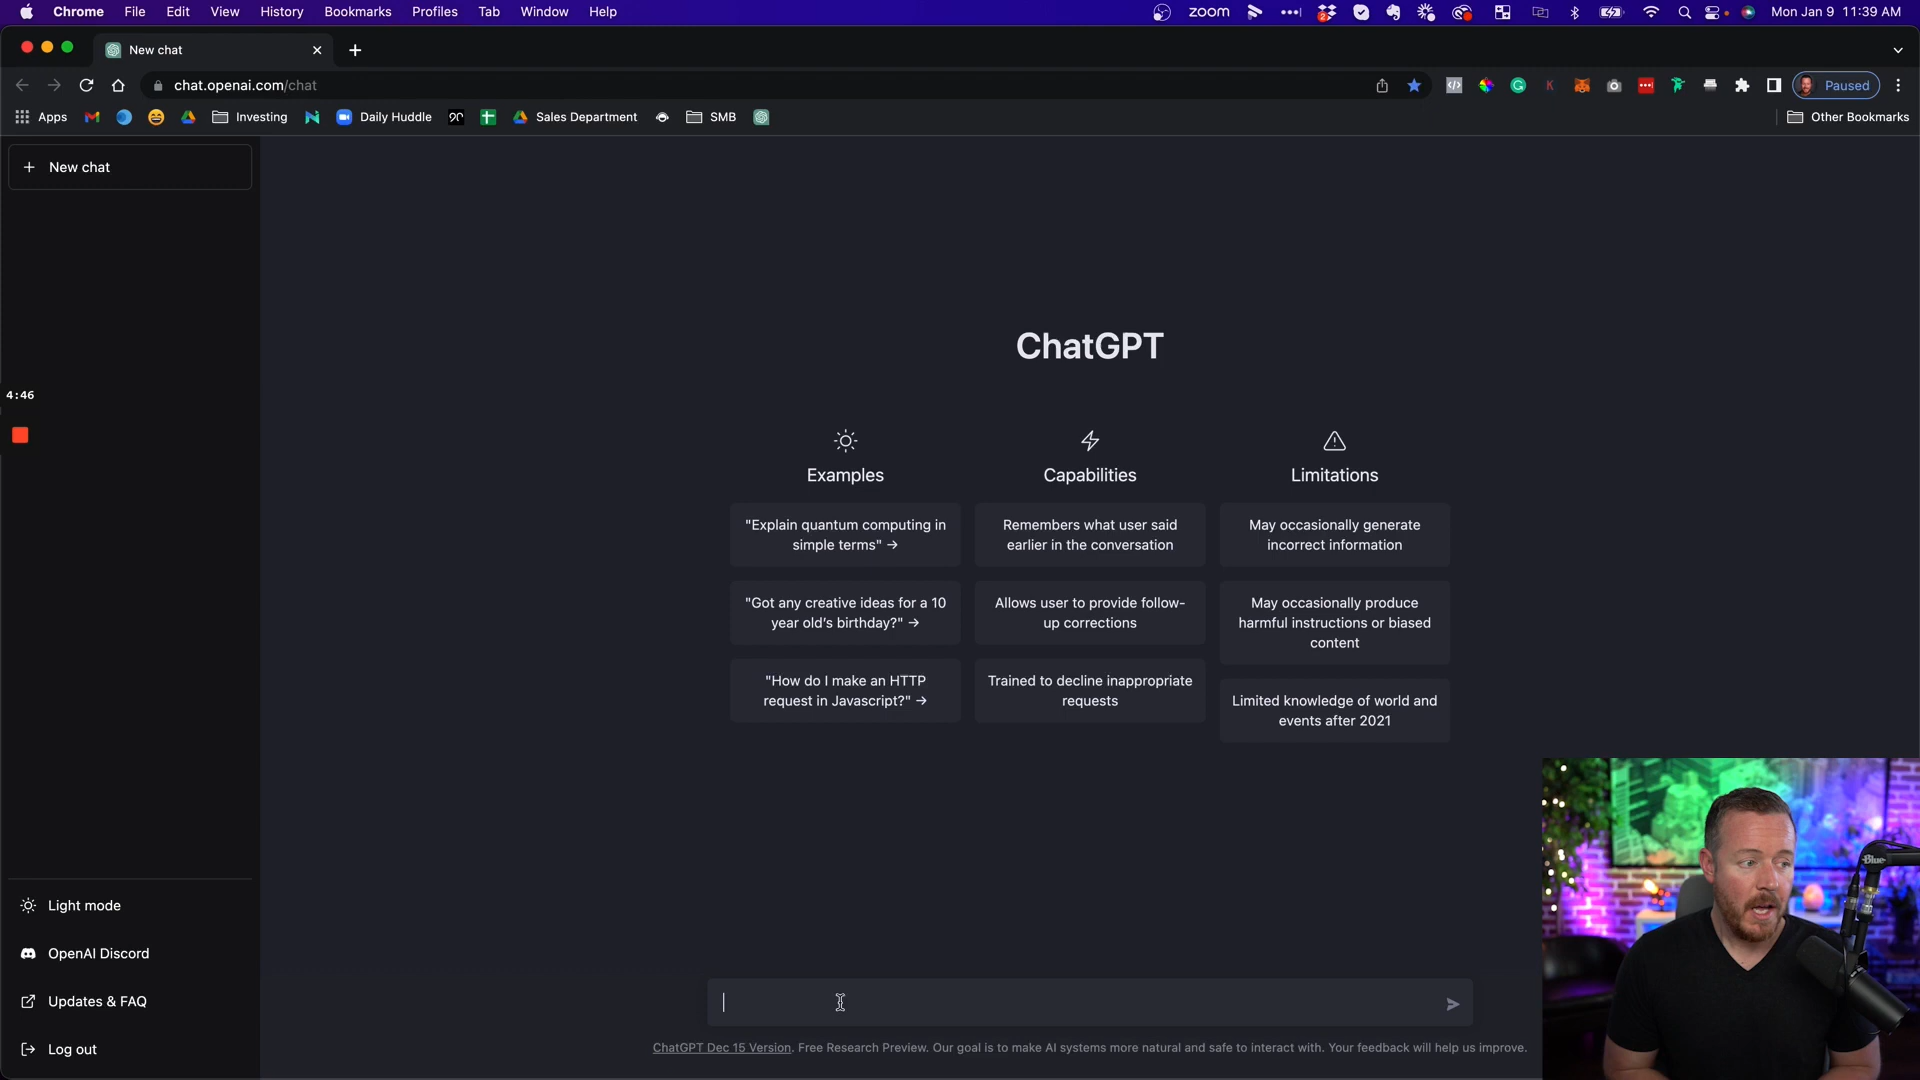 Chrome File Edit View History Bookmarks Profiles Tab Window Help zoom 2 Mon Jan 9 11:39 AM
New chat
chat.openai.com/chat Paused
Apps Investing Daily Huddle Sales Department SMB Other Bookmarks
New chat
ChatGPT
4:46
Examples Capabilities Limitations
"Explain quantum computing in simple terms" →
Remembers what user said earlier in the conversation
May occasionally generate incorrect information
"Got any creative ideas for a 10 year old's birthday?" →
Allows user to provide follow-up corrections
May occasionally produce harmful instructions or biased content
"How do I make an HTTP request in Javascript?" →
Trained to decline inappropriate requests
Limited knowledge of world and events after 2021
Light mode
OpenAI Discord
Updates & FAQ
Log out
ChatGPT Dec 15 Version. Free Research Preview. Our goal is to make AI systems more natural and safe to interact with. Your feedback will help us improve.
Blue